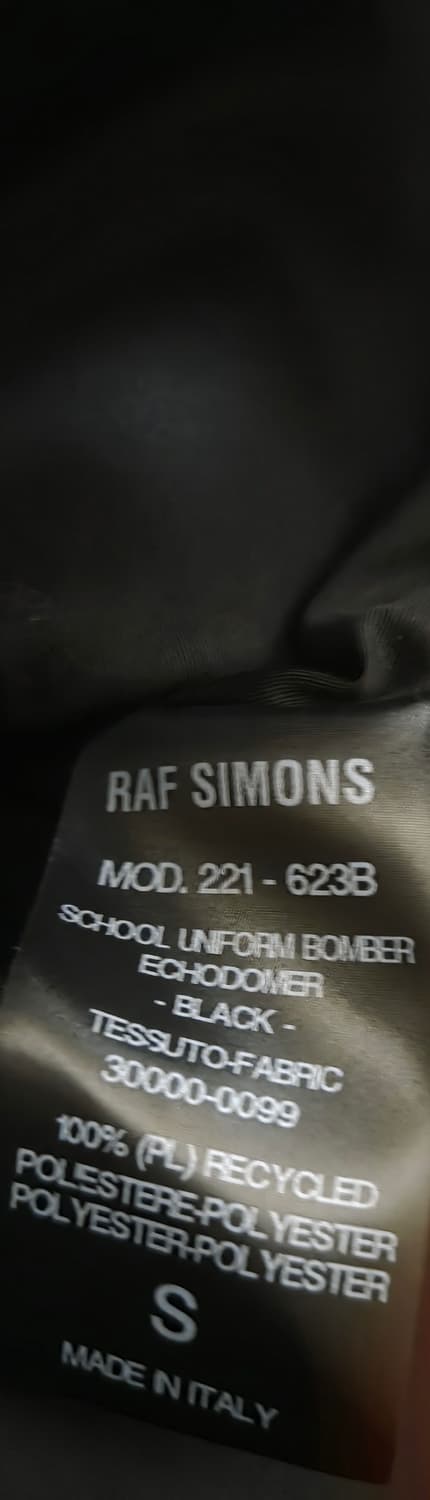 RAF SIMONS
MOD. 221 - 623B
SCHOOL UNIFORM BOMBER
ECHODOMER
- BLACK -
TESSUTO-FABRIC
30000-0099
100% (PL) RECYCLED
POLIESTERE-POLYESTER
POLYESTER-POLYESTER
S
MADE IN ITALY